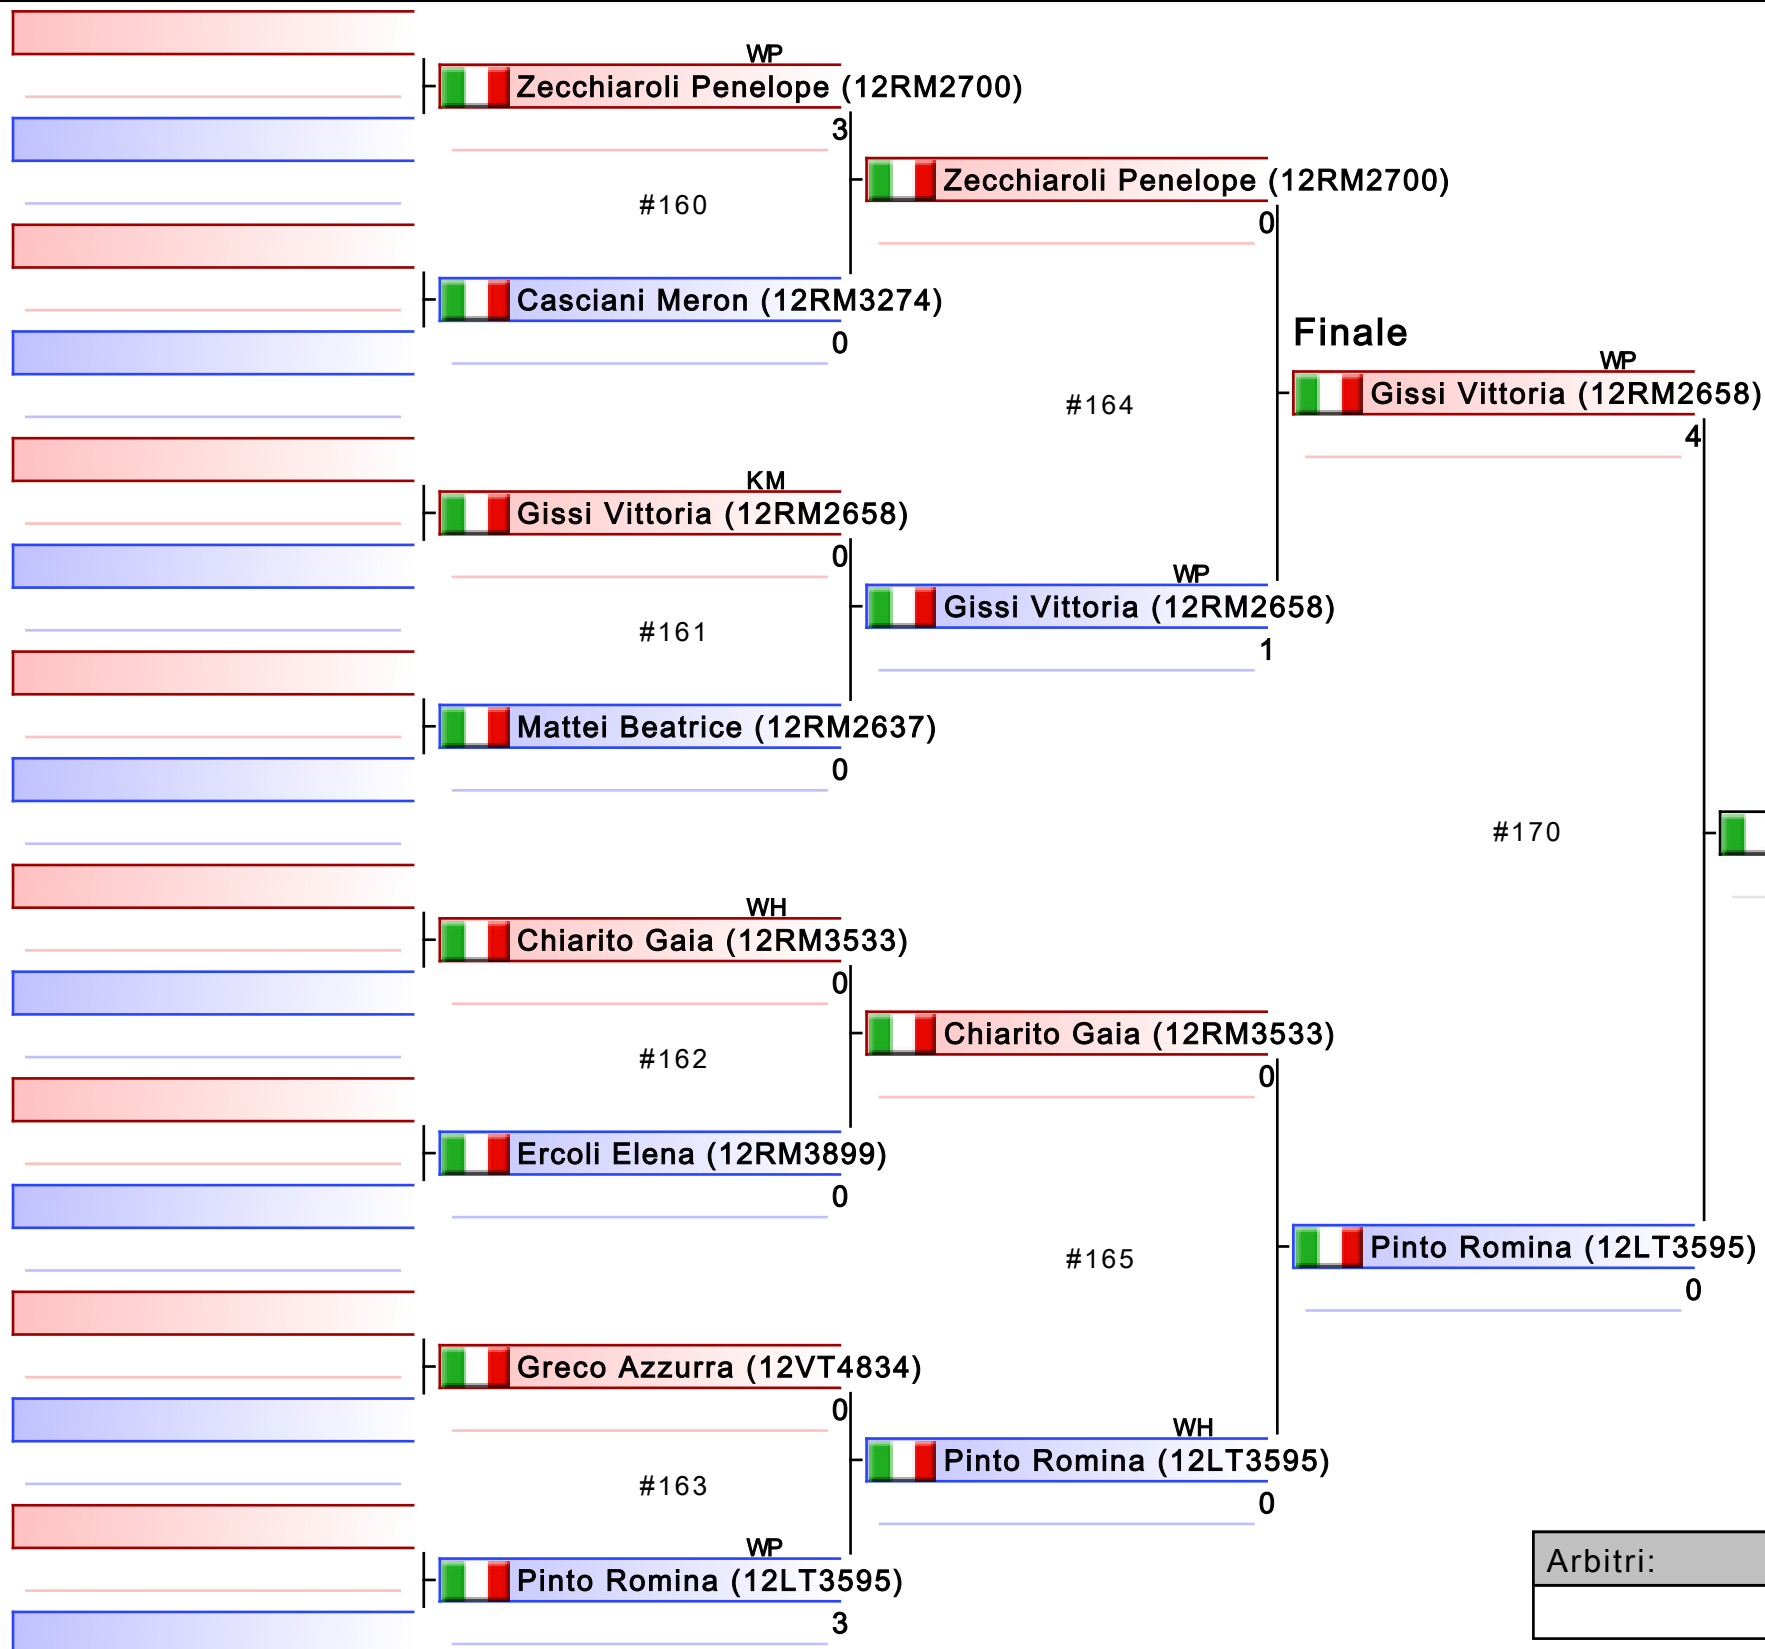 WP
Zecchiaroli Penelope (12RM2700)
3
Zecchiaroli Penelope (12RM2700)
#160
0
Casciani Meron (12RM3274)
Finale
0
WP
Gissi Vittoria (12RM2658)
#164
4
KM
Gissi Vittoria (12RM2658)
0
WP
Gissi Vittoria (12RM2658)
#161
1
Mattei Beatrice (12RM2637)
0
#170
WH
Chiarito Gaia (12RM3533)
0
Chiarito Gaia (12RM3533)
#162
0
Ercoli Elena (12RM3899)
0
Pinto Romina (12LT3595)
#165
0
Greco Azzurra (12VT4834)
0
WH
Pinto Romina (12LT3595)
#163
0
WP
Arbitri:
Pinto Romina (12LT3595)
3